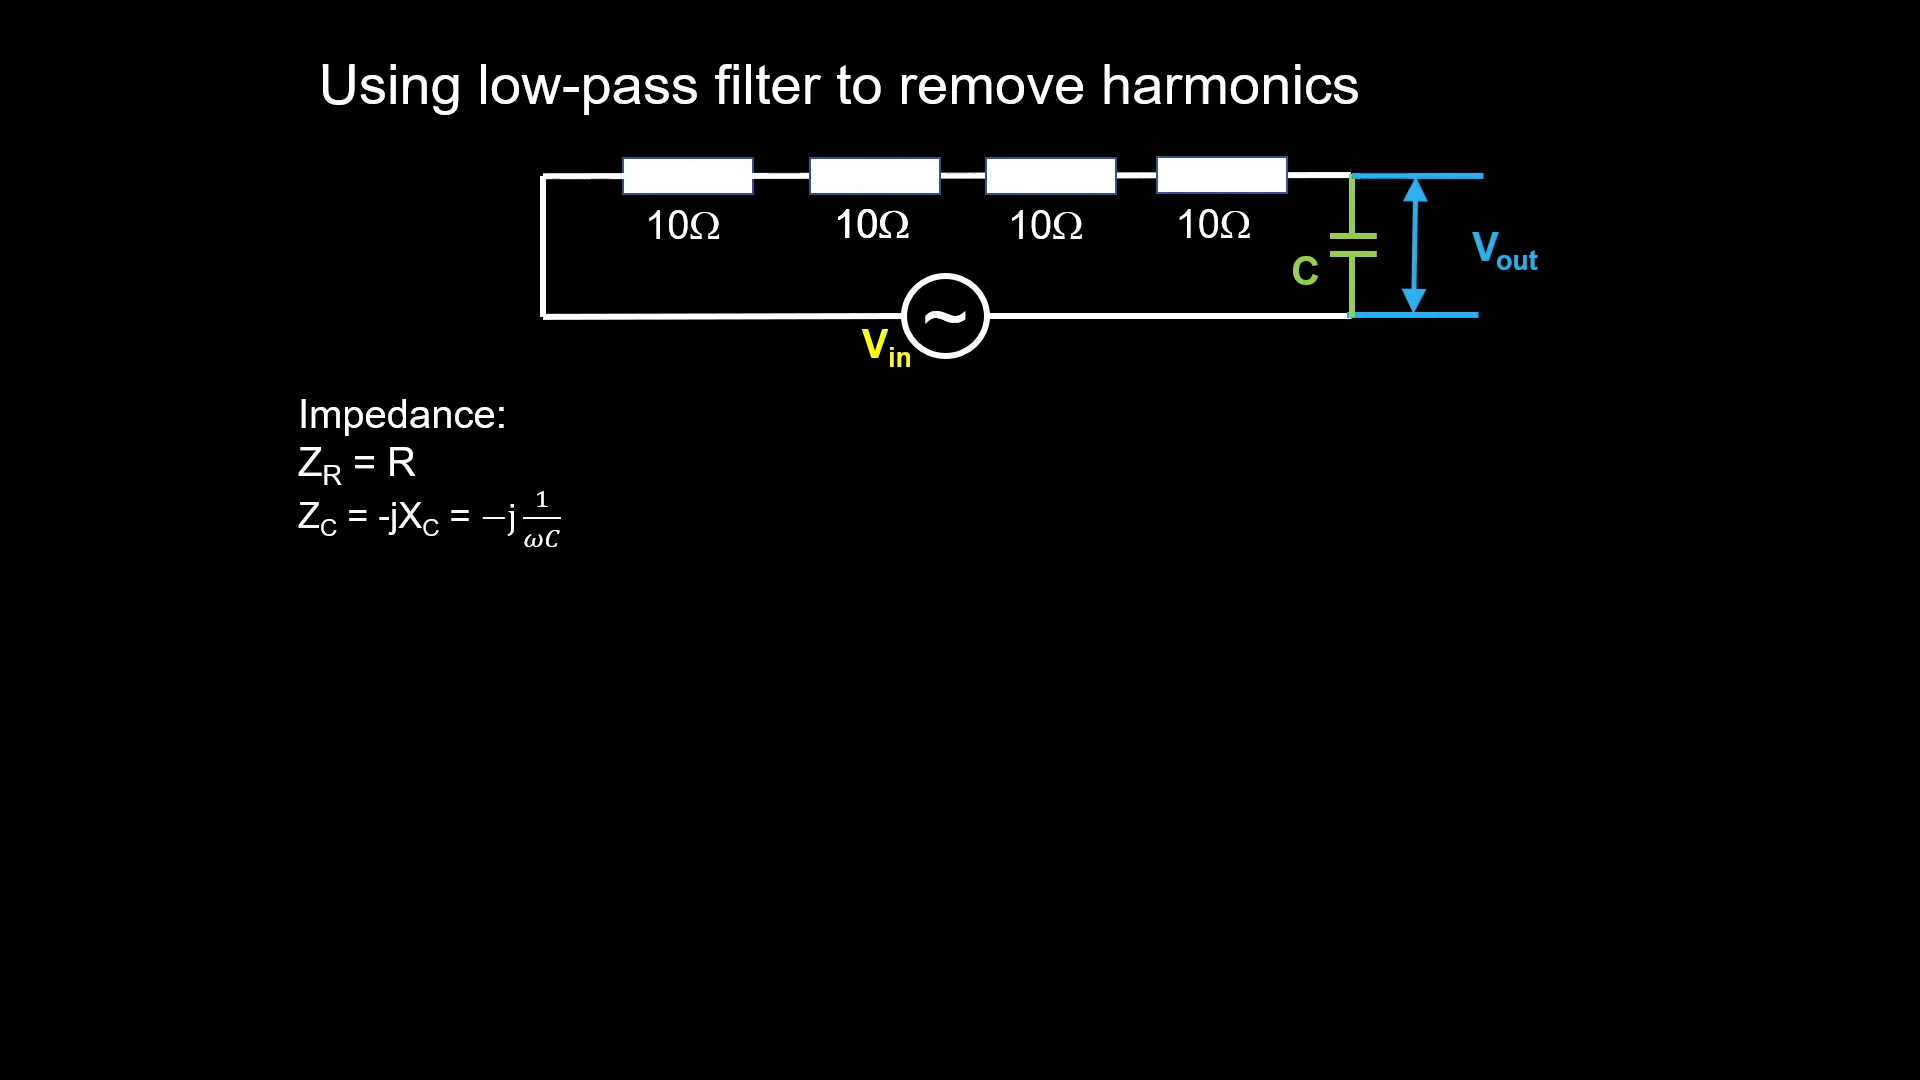 Using low-pass filter to remove harmonics
10Ω 10Ω 10Ω 10Ω
C
V_out
~
V_in
Impedance:
Z_R = R
Z_C = -jX_C = −j 1/ωC